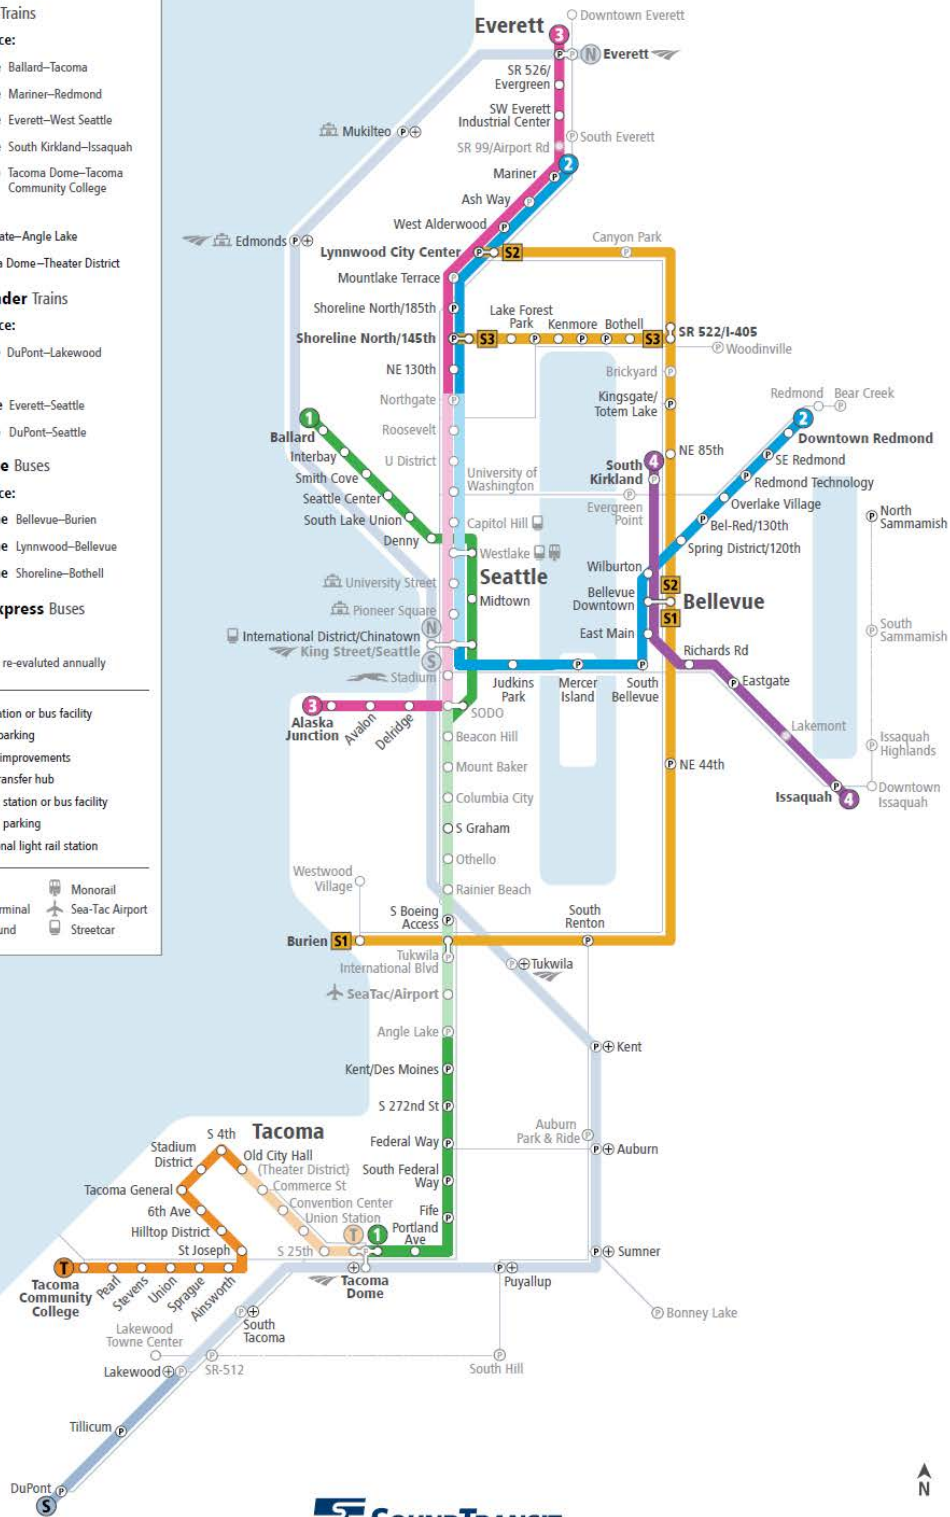 Trains
ce:
Ballard–Tacoma
Mariner–Redmond
Everett–West Seattle
South Kirkland–Issaquah
Tacoma Dome–Tacoma
Community College
ate–Angle Lake
a Dome–Theater District
der Trains
ce:
DuPont–Lakewood
e Everett–Seattle
e DuPont–Seattle
e Buses
ce:
ne Bellevue–Burien
ne Lynnwood–Bellevue
ne Shoreline–Bothell
xpress Buses
re-evaluted annually
ation or bus facility
parking
improvements
ransfer hub
station or bus facility
parking
nal light rail station
Monorail
rminal
Sea-Tac Airport
und
Streetcar
Downtown Everett
Everett
3
P
N
Everett
SR 526/
Evergreen
SW Everett
Industrial Center
South Everett
SR 99/Airport Rd
Mukilteo
2
Mariner
Ash Way
West Alderwood
Edmonds
Lynnwood City Center
S2
Canyon Park
Mountlake Terrace
Shoreline North/185th
Lake Forest
Park
Kenmore
Bothell
Shoreline North/145th
S3
S3
SR 522/I-405
Woodinville
NE 130th
Brickyard
Northgate
Kingsgate/
Totem Lake
Redmond
Bear Creek
1
Ballard
2
Downtown Redmond
Roosevelt
Interbay
U District
NE 85th
4
South
Kirkland
SE Redmond
Smith Cove
University of
Washington
Redmond Technology
Seattle Center
Evergreen
Point
Overlake Village
North
Sammamish
South Lake Union
Capitol Hill
Bel-Red/130th
Denny
Spring District/120th
Westlake
Wilburton
Seattle
University Street
S2
Midtown
Bellevue
Downtown
Bellevue
Pioneer Square
S1
N
East Main
South
Sammamish
International District/Chinatown
King Street/Seattle
S
Richards Rd
Stadium
Judkins
Park
Mercer
Island
South
Bellevue
Eastgate
3
Alaska
Junction
Avalon
Delridge
SODO
Lakemont
Beacon Hill
Issaquah
Highlands
Mount Baker
NE 44th
Columbia City
Issaquah
4
Downtown
Issaquah
S Graham
Othello
Westwood
Village
Rainier Beach
S Boeing
Access
South
Renton
Burien
S1
Tukwila
International Blvd
Tukwila
SeaTac/Airport
Angle Lake
Kent
Kent/Des Moines
S 272nd St
Auburn
Park & Ride
Federal Way
Auburn
S 4th
Tacoma
Stadium
District
Old City Hall
(Theater District)
South Federal
Way
Tacoma General
Commerce St
6th Ave
Convention Center
Fife
Hilltop District
Union Station
T
1
Portland
Ave
St Joseph
S 25th
Sumner
T
Tacoma
Community
College
Pearl
Stevens
Union
Sprague
Ainsworth
Tacoma
Dome
Puyallup
South
Tacoma
Bonney Lake
Lakewood
Towne Center
Lakewood
SR-512
South Hill
Tillicum
DuPont
S
N
SOUNDTRANSIT